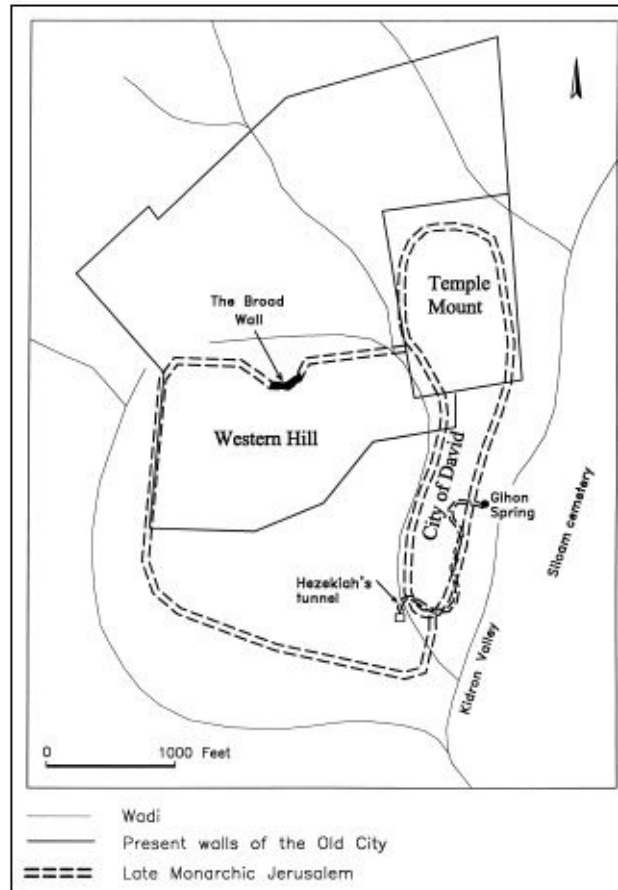 Temple
Mount
The Broad
Wall
Western Hill
City of David
Gihon
Spring
Siloam cemetery
Hezekiah's
tunnel
Kidron Valley
0 1000 Feet
Wadi
Present walls of the Old City
Late Monarchic Jerusalem